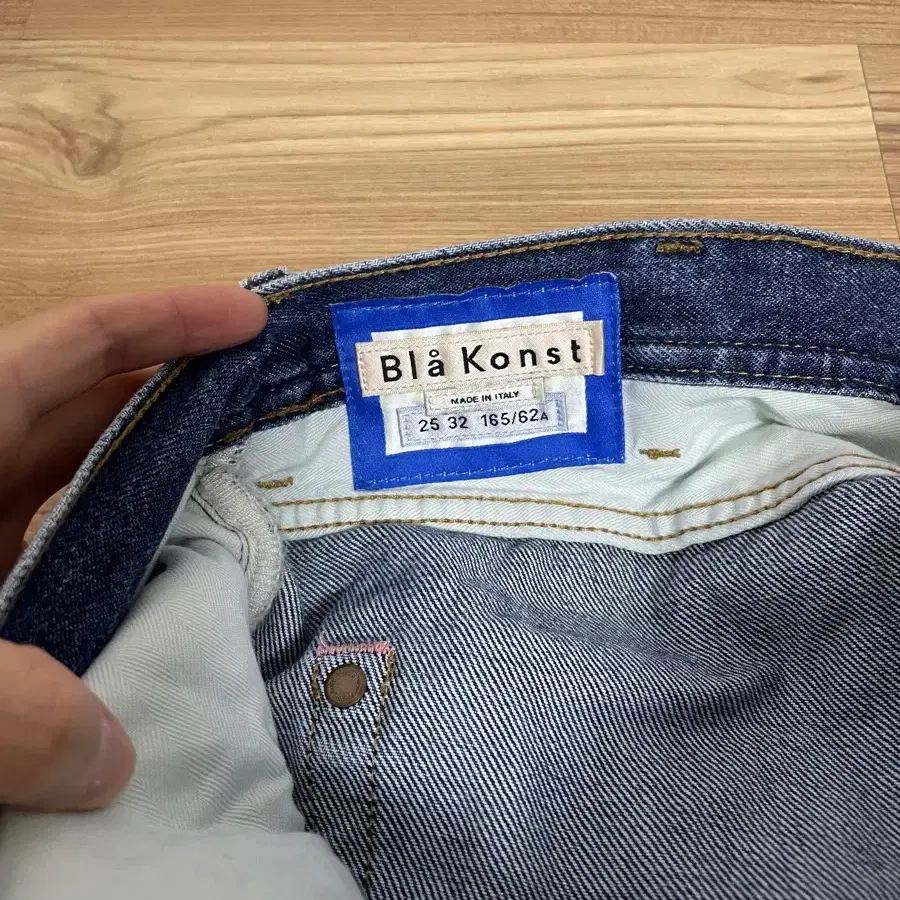 Blå Konst
MADE IN ITALY
25 32 165/62A